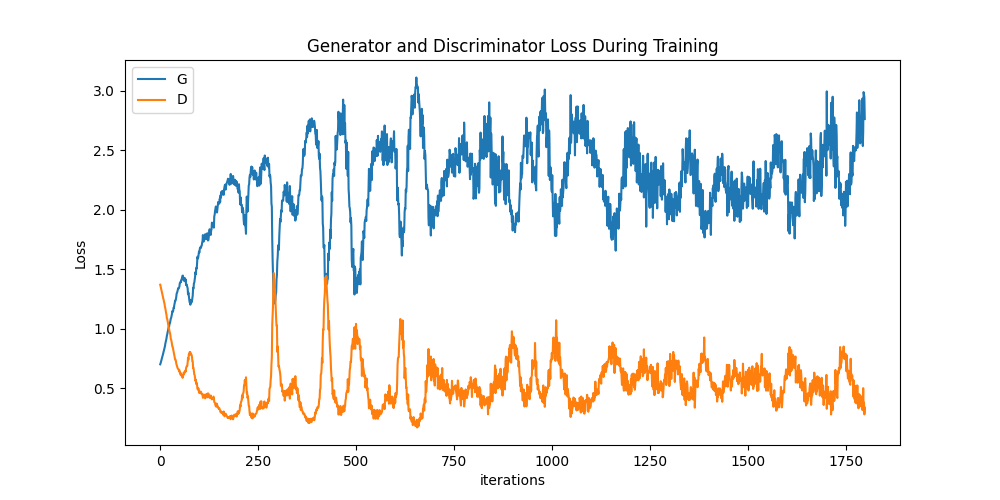 Generator and Discriminator Loss During Training
G
D
3.0
2.5
2.0
1.5
1.0
0.5
Loss
0 250 500 750 1000 1250 1500 1750
iterations